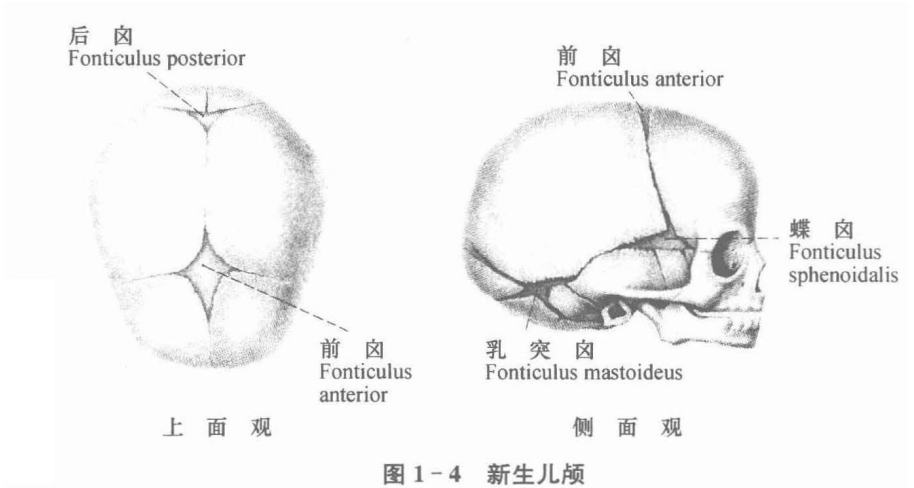 后 囟
Fonticulus posterior
前 囟
Fonticulus anterior
蝶 囟
Fonticulus
sphenoidalis
前 囟
Fonticulus
anterior
乳 突 囟
Fonticulus mastoideus
上 面 观
侧 面 观
图 1-4 新生儿颅